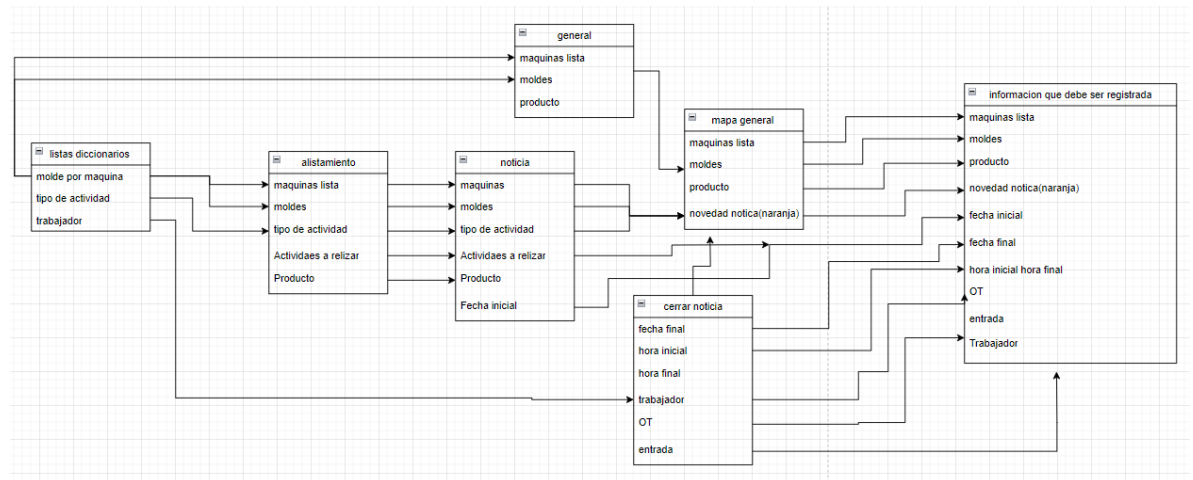 general
maquinas lista
moldes
producto
listas diccionarios
molde por maquina
tipo de actividad
trabajador
alistamiento
maquinas lista
moldes
tipo de actividad
Actividaes a relizar
Producto
noticia
maquinas
moldes
tipo de actividad
Actividaes a relizar
Producto
Fecha inicial
mapa general
maquinas lista
moldes
producto
novedad notica(naranja)
cerrar noticia
fecha final
hora inicial
hora final
trabajador
OT
entrada
informacion que debe ser registrada
maquinas lista
moldes
producto
novedad notica(naranja)
fecha inicial
fecha final
hora inicial hora final
OT
entrada
Trabajador